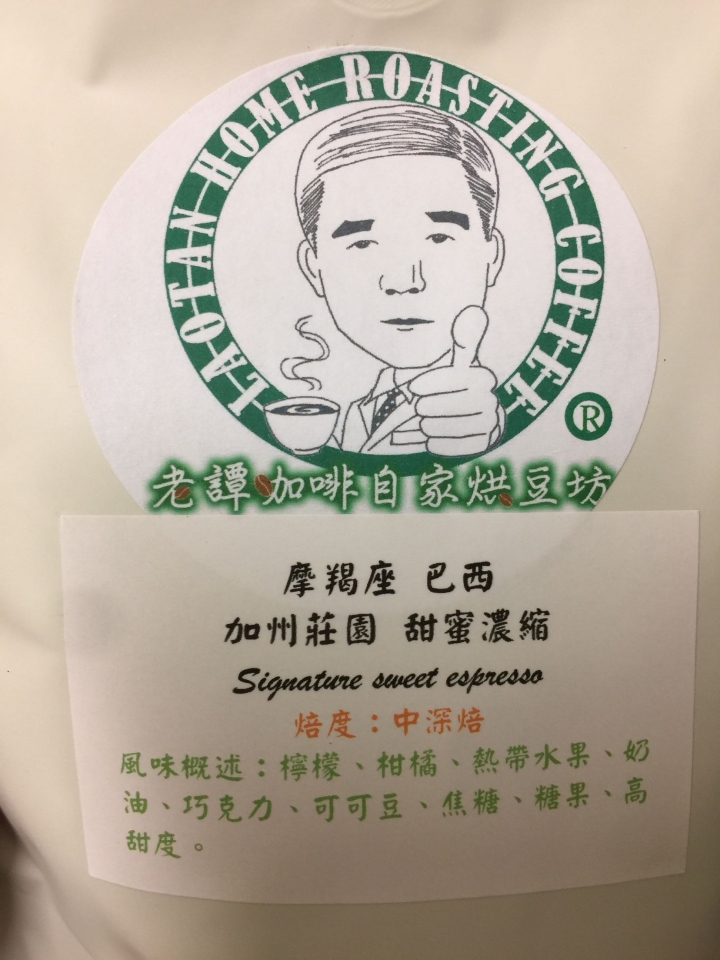 LAOTAN HOME ROASTING COFFEE
®
老譚咖啡自家烘豆坊
摩羯座 巴西
加州莊園 甜蜜濃縮
Signature sweet espresso
焙度：中深焙
風味概述：檸檬、柑橘、熱帶水果、奶
油、巧克力、可可豆、焦糖、糖果、高
甜度。